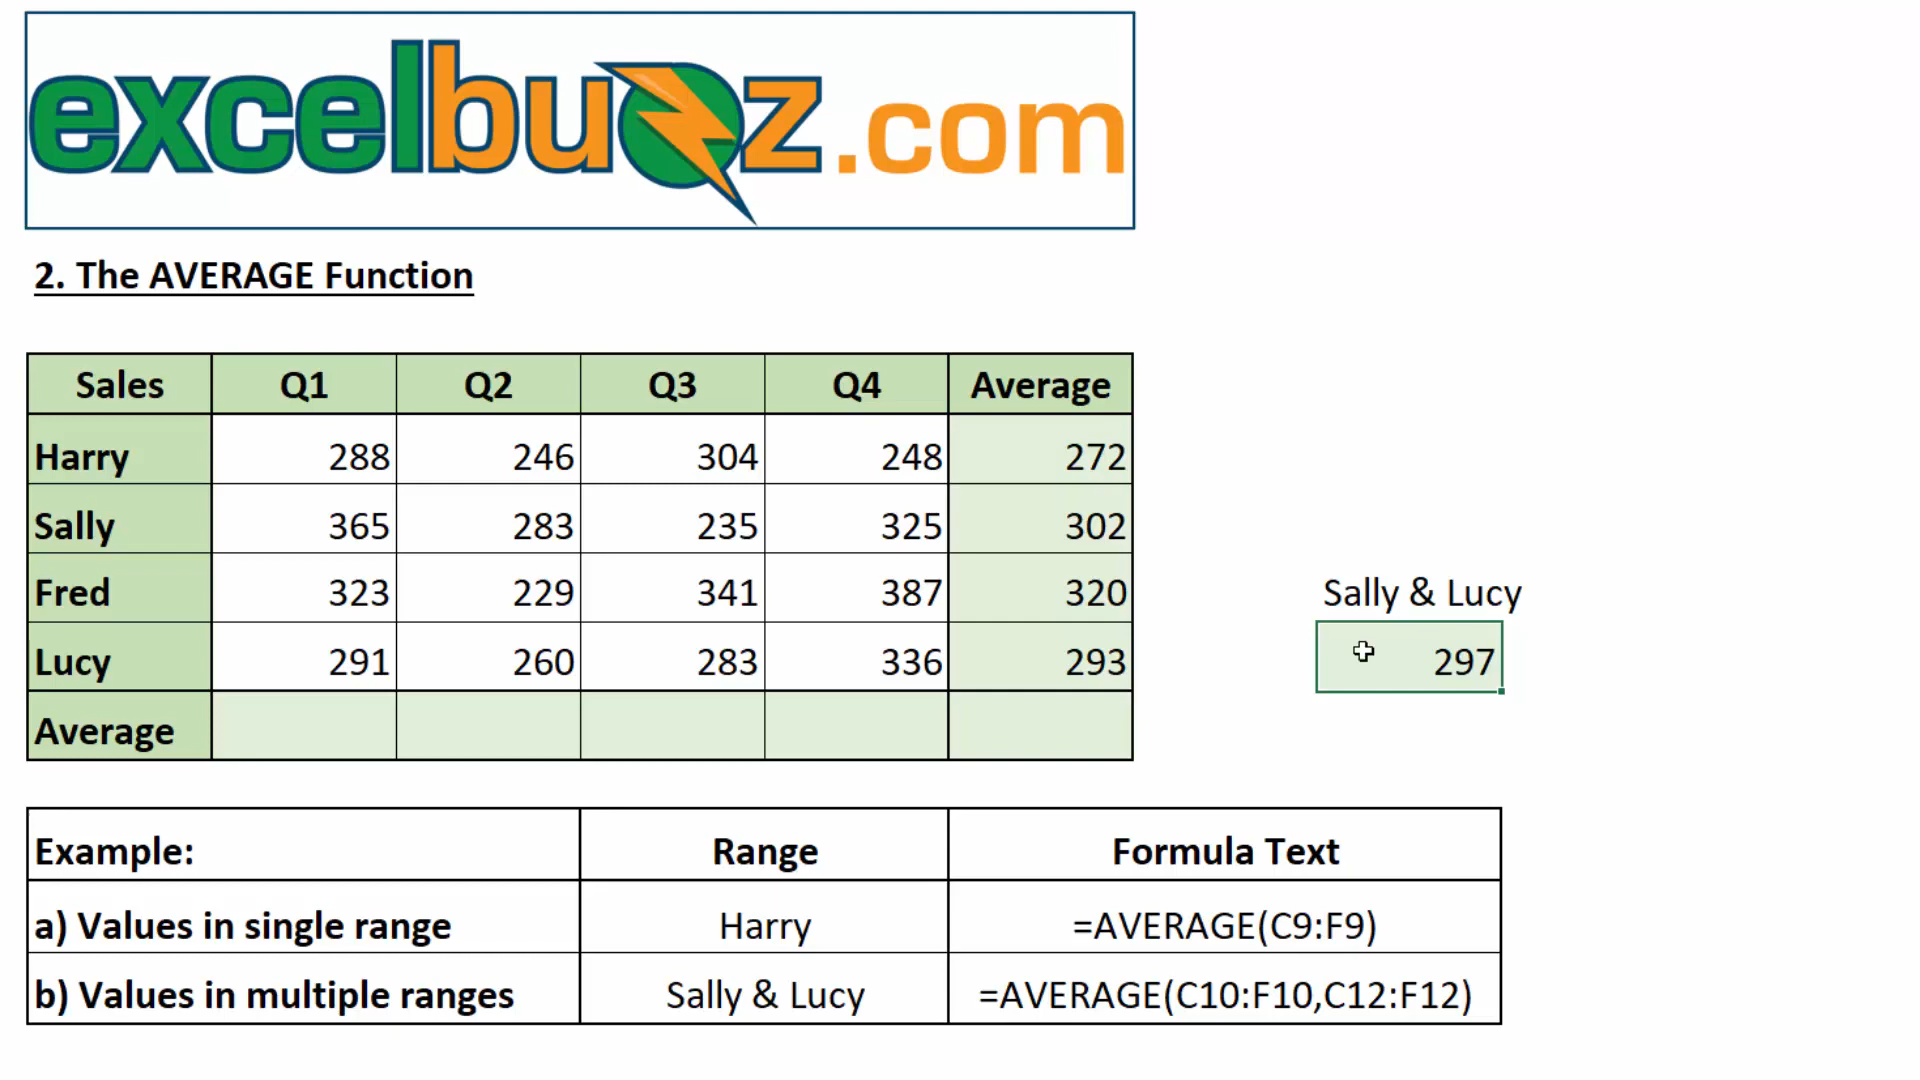 excelbuzz.com
2. The AVERAGE Function
Sales Q1 Q2 Q3 Q4 Average
Harry 288 246 304 248 272
Sally 365 283 235 325 302
Fred 323 229 341 387 320
Sally & Lucy
Lucy 291 260 283 336 293
297
Average
Example: Range Formula Text
a) Values in single range Harry =AVERAGE(C9:F9)
b) Values in multiple ranges Sally & Lucy =AVERAGE(C10:F10,C12:F12)